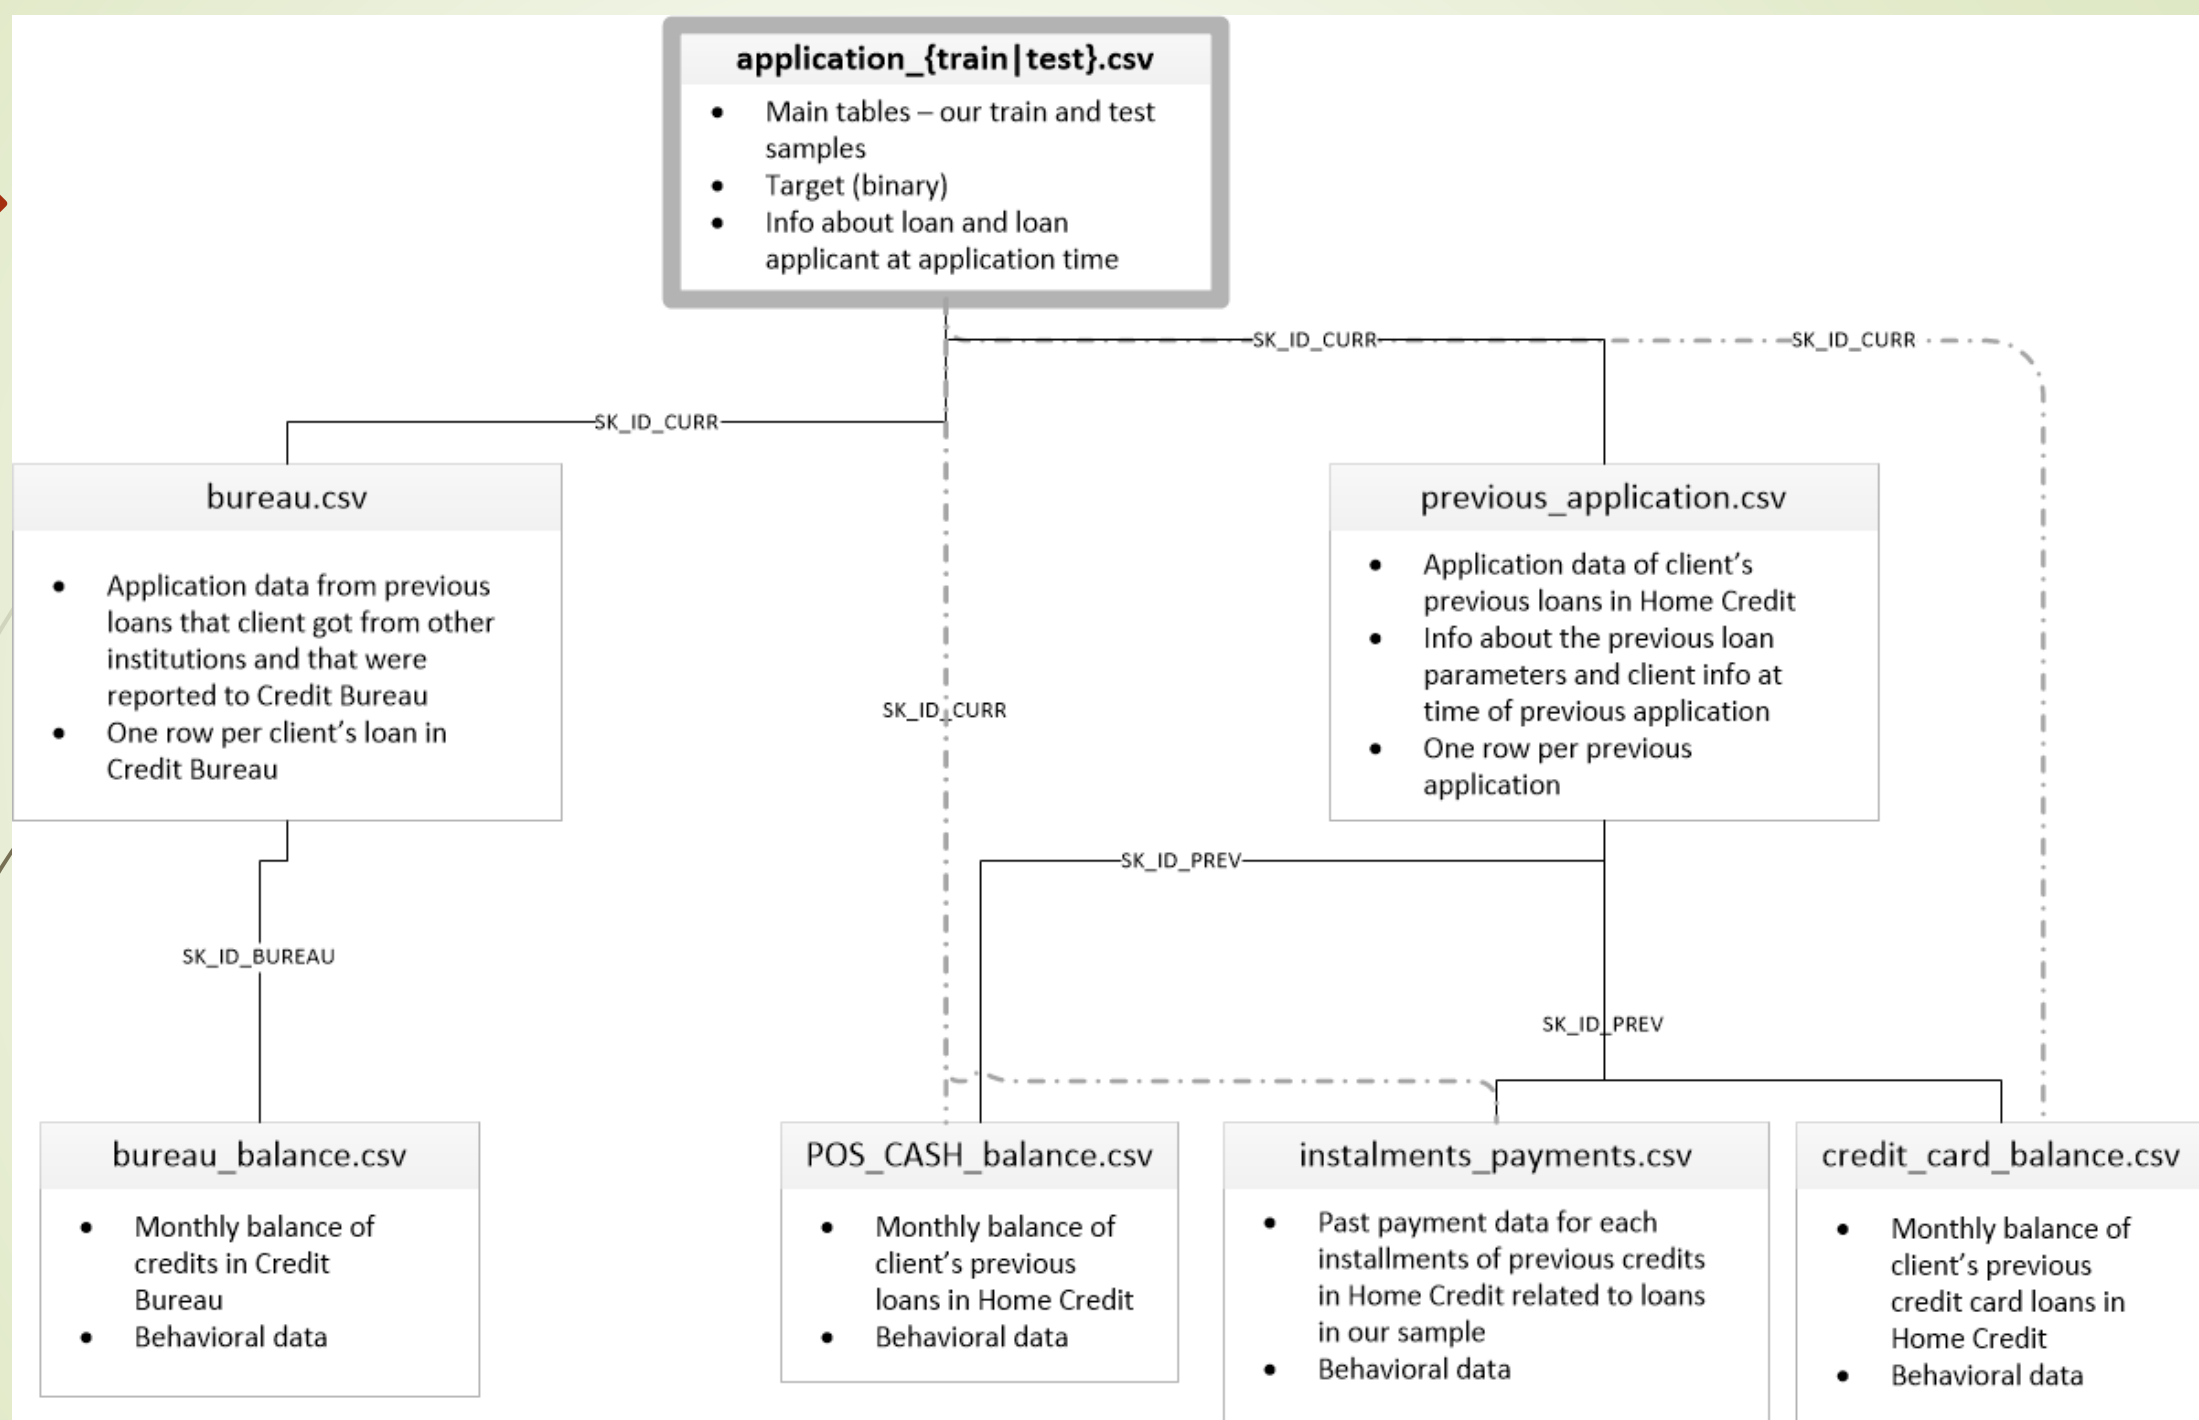 application_{train|test}.csv
• Main tables – our train and test
samples
• Target (binary)
• Info about loan and loan
applicant at application time
SK_ID_CURR
SK_ID_CURR
SK_ID_CURR
bureau.csv
• Application data from previous
loans that client got from other
institutions and that were
reported to Credit Bureau
• One row per client’s loan in
Credit Bureau
previous_application.csv
• Application data of client’s
previous loans in Home Credit
• Info about the previous loan
parameters and client info at
time of previous application
• One row per previous
application
SK_ID_CURR
SK_ID_PREV
SK_ID_BUREAU
SK_ID_PREV
bureau_balance.csv
• Monthly balance of
credits in Credit
Bureau
• Behavioral data
POS_CASH_balance.csv
• Monthly balance of
client’s previous
loans in Home Credit
• Behavioral data
instalments_payments.csv
• Past payment data for each
installments of previous credits
in Home Credit related to loans
in our sample
• Behavioral data
credit_card_balance.csv
• Monthly balance of
client’s previous
credit card loans in
Home Credit
• Behavioral data